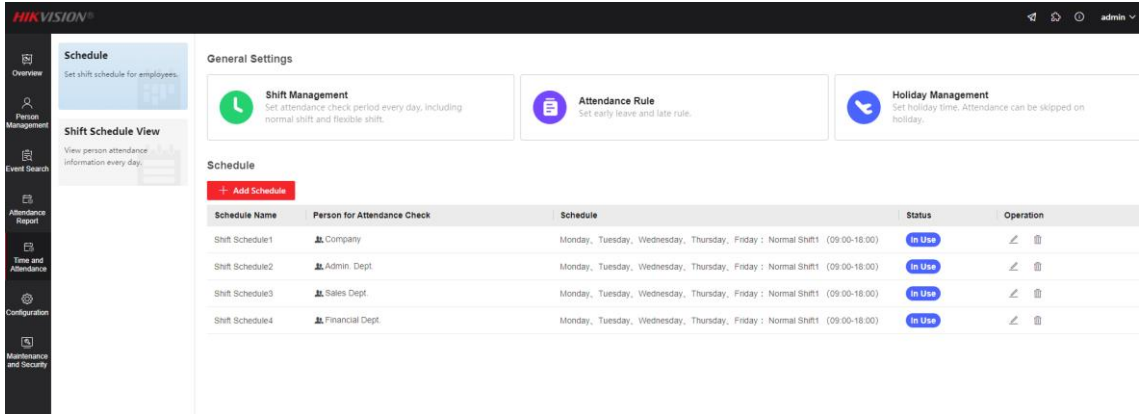 HIKVISION®
admin
Overview
Person
Management
Event Search
Attendance
Report
Time and
Attendance
Configuration
Maintenance
and Security
Schedule
Set shift schedule for employees.
Shift Schedule View
View person attendance
information every day.
General Settings
Shift Management
Set attendance check period every day, including
normal shift and flexible shift.
Attendance Rule
Set early leave and late rule.
Holiday Management
Set holiday time. Attendance can be skipped on
holiday.
Schedule
+ Add Schedule
Schedule Name Person for Attendance Check Schedule Status Operation
Shift Schedule1 Company Monday, Tuesday, Wednesday, Thursday, Friday : Normal Shift1 (09:00-18:00) In Use
Shift Schedule2 Admin. Dept. Monday, Tuesday, Wednesday, Thursday, Friday : Normal Shift1 (09:00-18:00) In Use
Shift Schedule3 Sales Dept. Monday, Tuesday, Wednesday, Thursday, Friday : Normal Shift1 (09:00-18:00) In Use
Shift Schedule4 Financial Dept. Monday, Tuesday, Wednesday, Thursday, Friday : Normal Shift1 (09:00-18:00) In Use